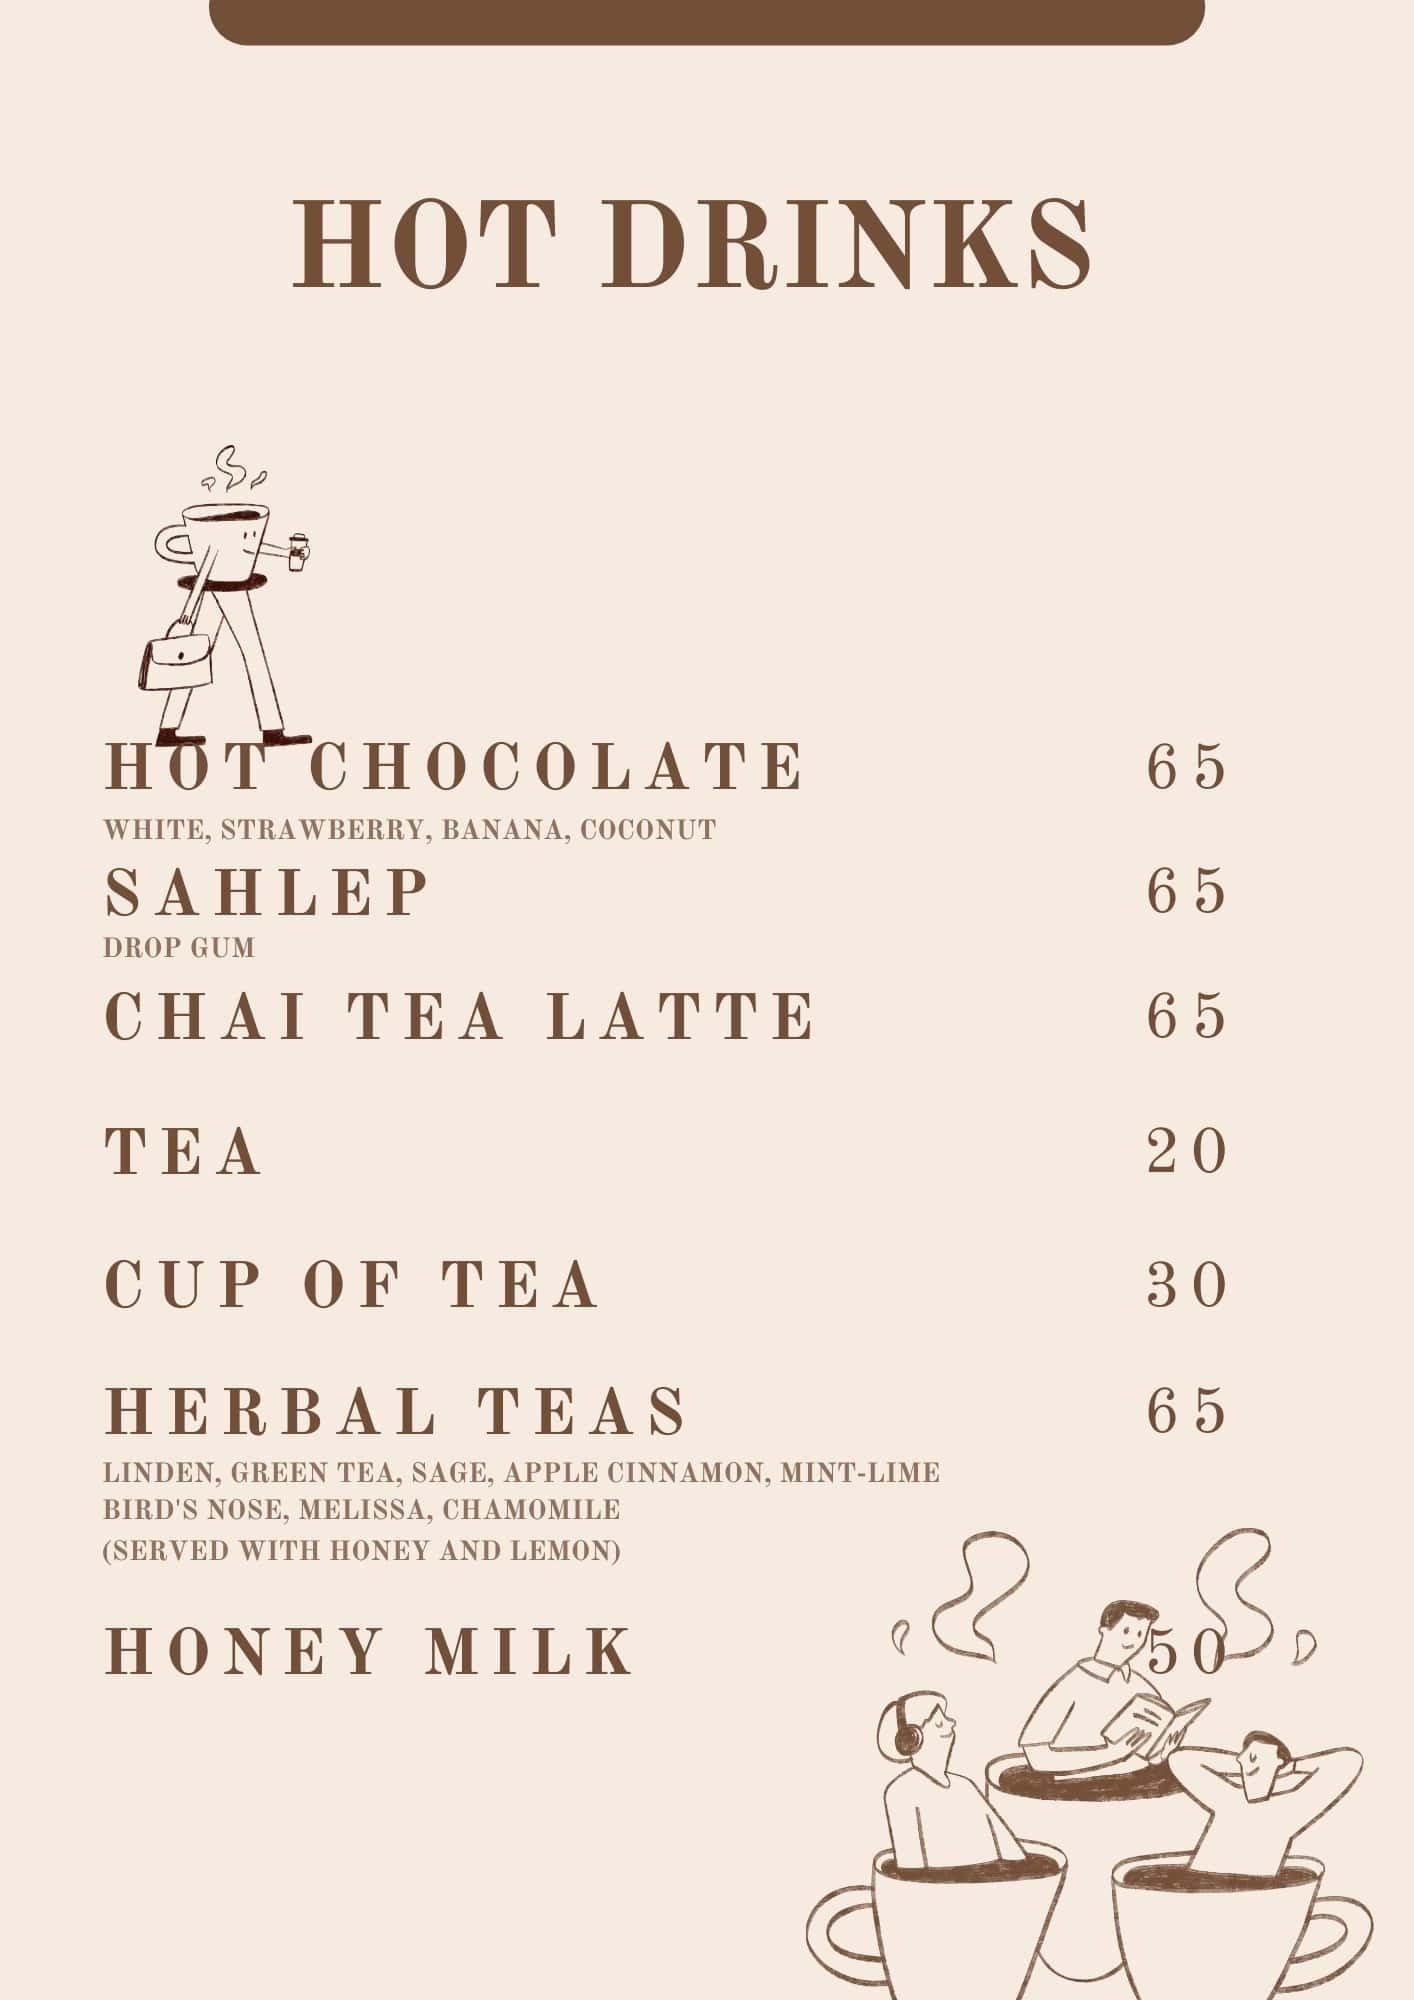 HOT DRINKS
HOT CHOCOLATE 65
WHITE, STRAWBERRY, BANANA, COCONUT
SAHLEP 65
DROP GUM
CHAI TEA LATTE 65
TEA 20
CUP OF TEA 30
HERBAL TEAS 65
LINDEN, GREEN TEA, SAGE, APPLE CINNAMON, MINT-LIME
BIRD'S NOSE, MELISSA, CHAMOMILE
(SERVED WITH HONEY AND LEMON)
HONEY MILK 50